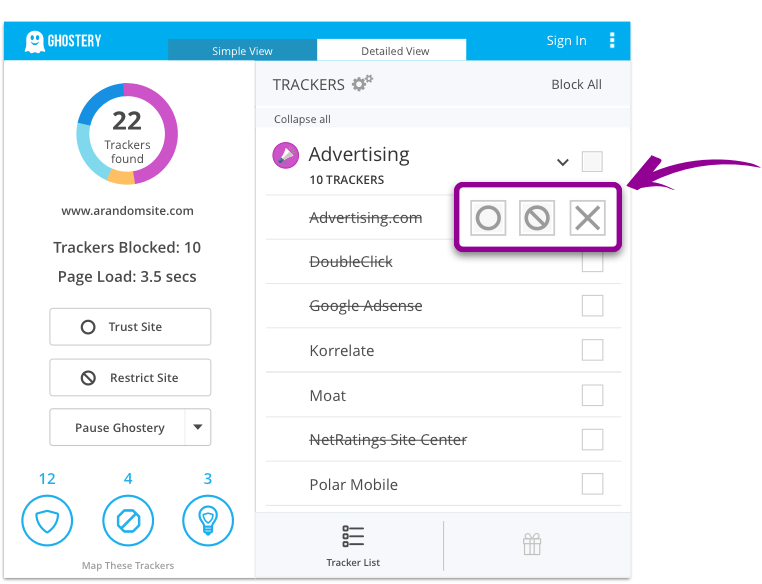 GHOSTERY
Simple View
Detailed View
Sign In
22
Trackers
found
www.arandomsite.com
Trackers Blocked: 10
Page Load: 3.5 secs
Trust Site
Restrict Site
Pause Ghostery
12
4
3
Map These Trackers
TRACKERS
Block All
Collapse all
Advertising
10 TRACKERS
Advertising.com
DoubleClick
Google Adsense
Korrelate
Moat
NetRatings Site Center
Polar Mobile
Tracker List